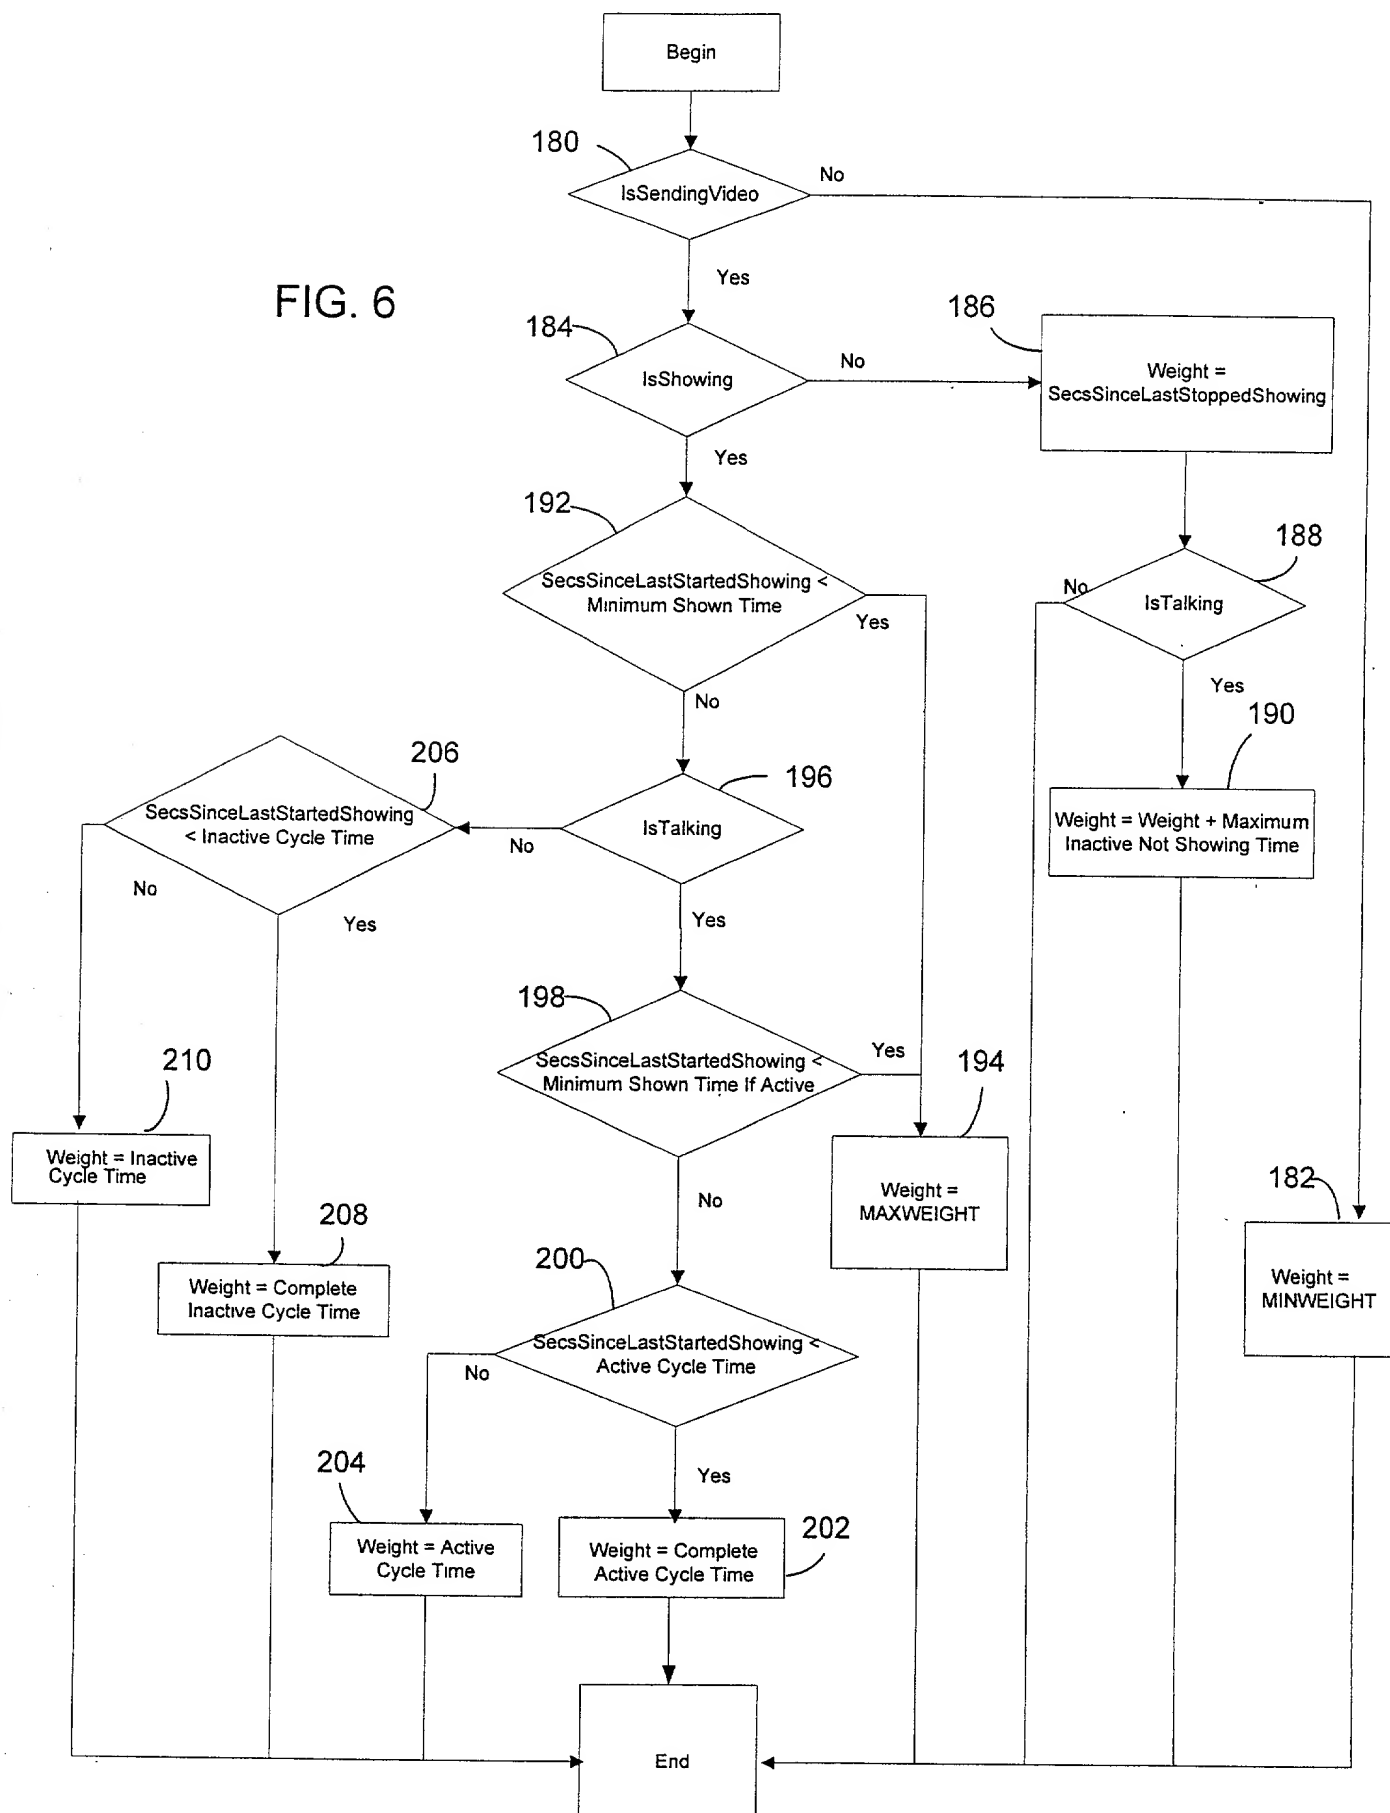 Begin
180
IsSendingVideo
No
Yes
FIG. 6
184
IsShowing
No
186
Weight =
SecsSinceLastStoppedShowing
Yes
192
SecsSinceLastStartedShowing <
Minimum Shown Time
Yes
No
188
IsTalking
No
Yes
190
Weight = Weight + Maximum
Inactive Not Showing Time
206
SecsSinceLastStartedShowing
< Inactive Cycle Time
No
Yes
196
IsTalking
No
Yes
198
SecsSinceLastStartedShowing <
Minimum Shown Time If Active
Yes
No
210
Weight = Inactive
Cycle Time
194
Weight =
MAXWEIGHT
182
Weight =
MINWEIGHT
208
Weight = Complete
Inactive Cycle Time
200
SecsSinceLastStartedShowing <
Active Cycle Time
No
Yes
204
Weight = Active
Cycle Time
202
Weight = Complete
Active Cycle Time
End